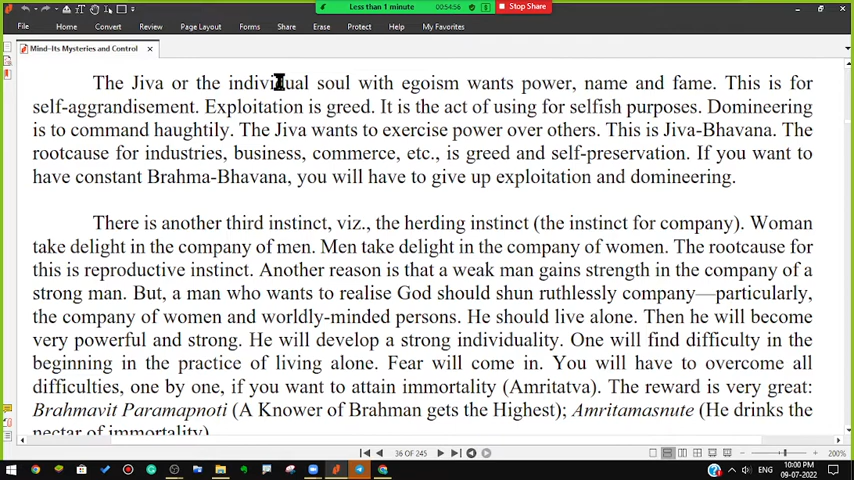 Less than 1 minute
05:54:56
Stop Share
File
Home
Convert
Review
Page Layout
Forms
Share
Erase
Protect
Help
My Favorites
Mind–Its Mysteries and Control
The Jiva or the individual soul with egoism wants power, name and fame. This is for
self-aggrandisement. Exploitation is greed. It is the act of using for selfish purposes. Domineering
is to command haughtily. The Jiva wants to exercise power over others. This is Jiva-Bhavana. The
rootcause for industries, business, commerce, etc., is greed and self-preservation. If you want to
have constant Brahma-Bhavana, you will have to give up exploitation and domineering.
There is another third instinct, viz., the herding instinct (the instinct for company). Woman
take delight in the company of men. Men take delight in the company of women. The rootcause for
this is reproductive instinct. Another reason is that a weak man gains strength in the company of a
strong man. But, a man who wants to realise God should shun ruthlessly company—particularly,
the company of women and worldly-minded persons. He should live alone. Then he will become
very powerful and strong. He will develop a strong individuality. One will find difficulty in the
beginning in the practice of living alone. Fear will come in. You will have to overcome all
difficulties, one by one, if you want to attain immortality (Amritatva). The reward is very great:
Brahmavit Paramapnoti (A Knower of Brahman gets the Highest); Amritamasnute (He drinks the
nectar of immortality)
36 OF 245
200%
ENG
10:00 PM
09-07-2022